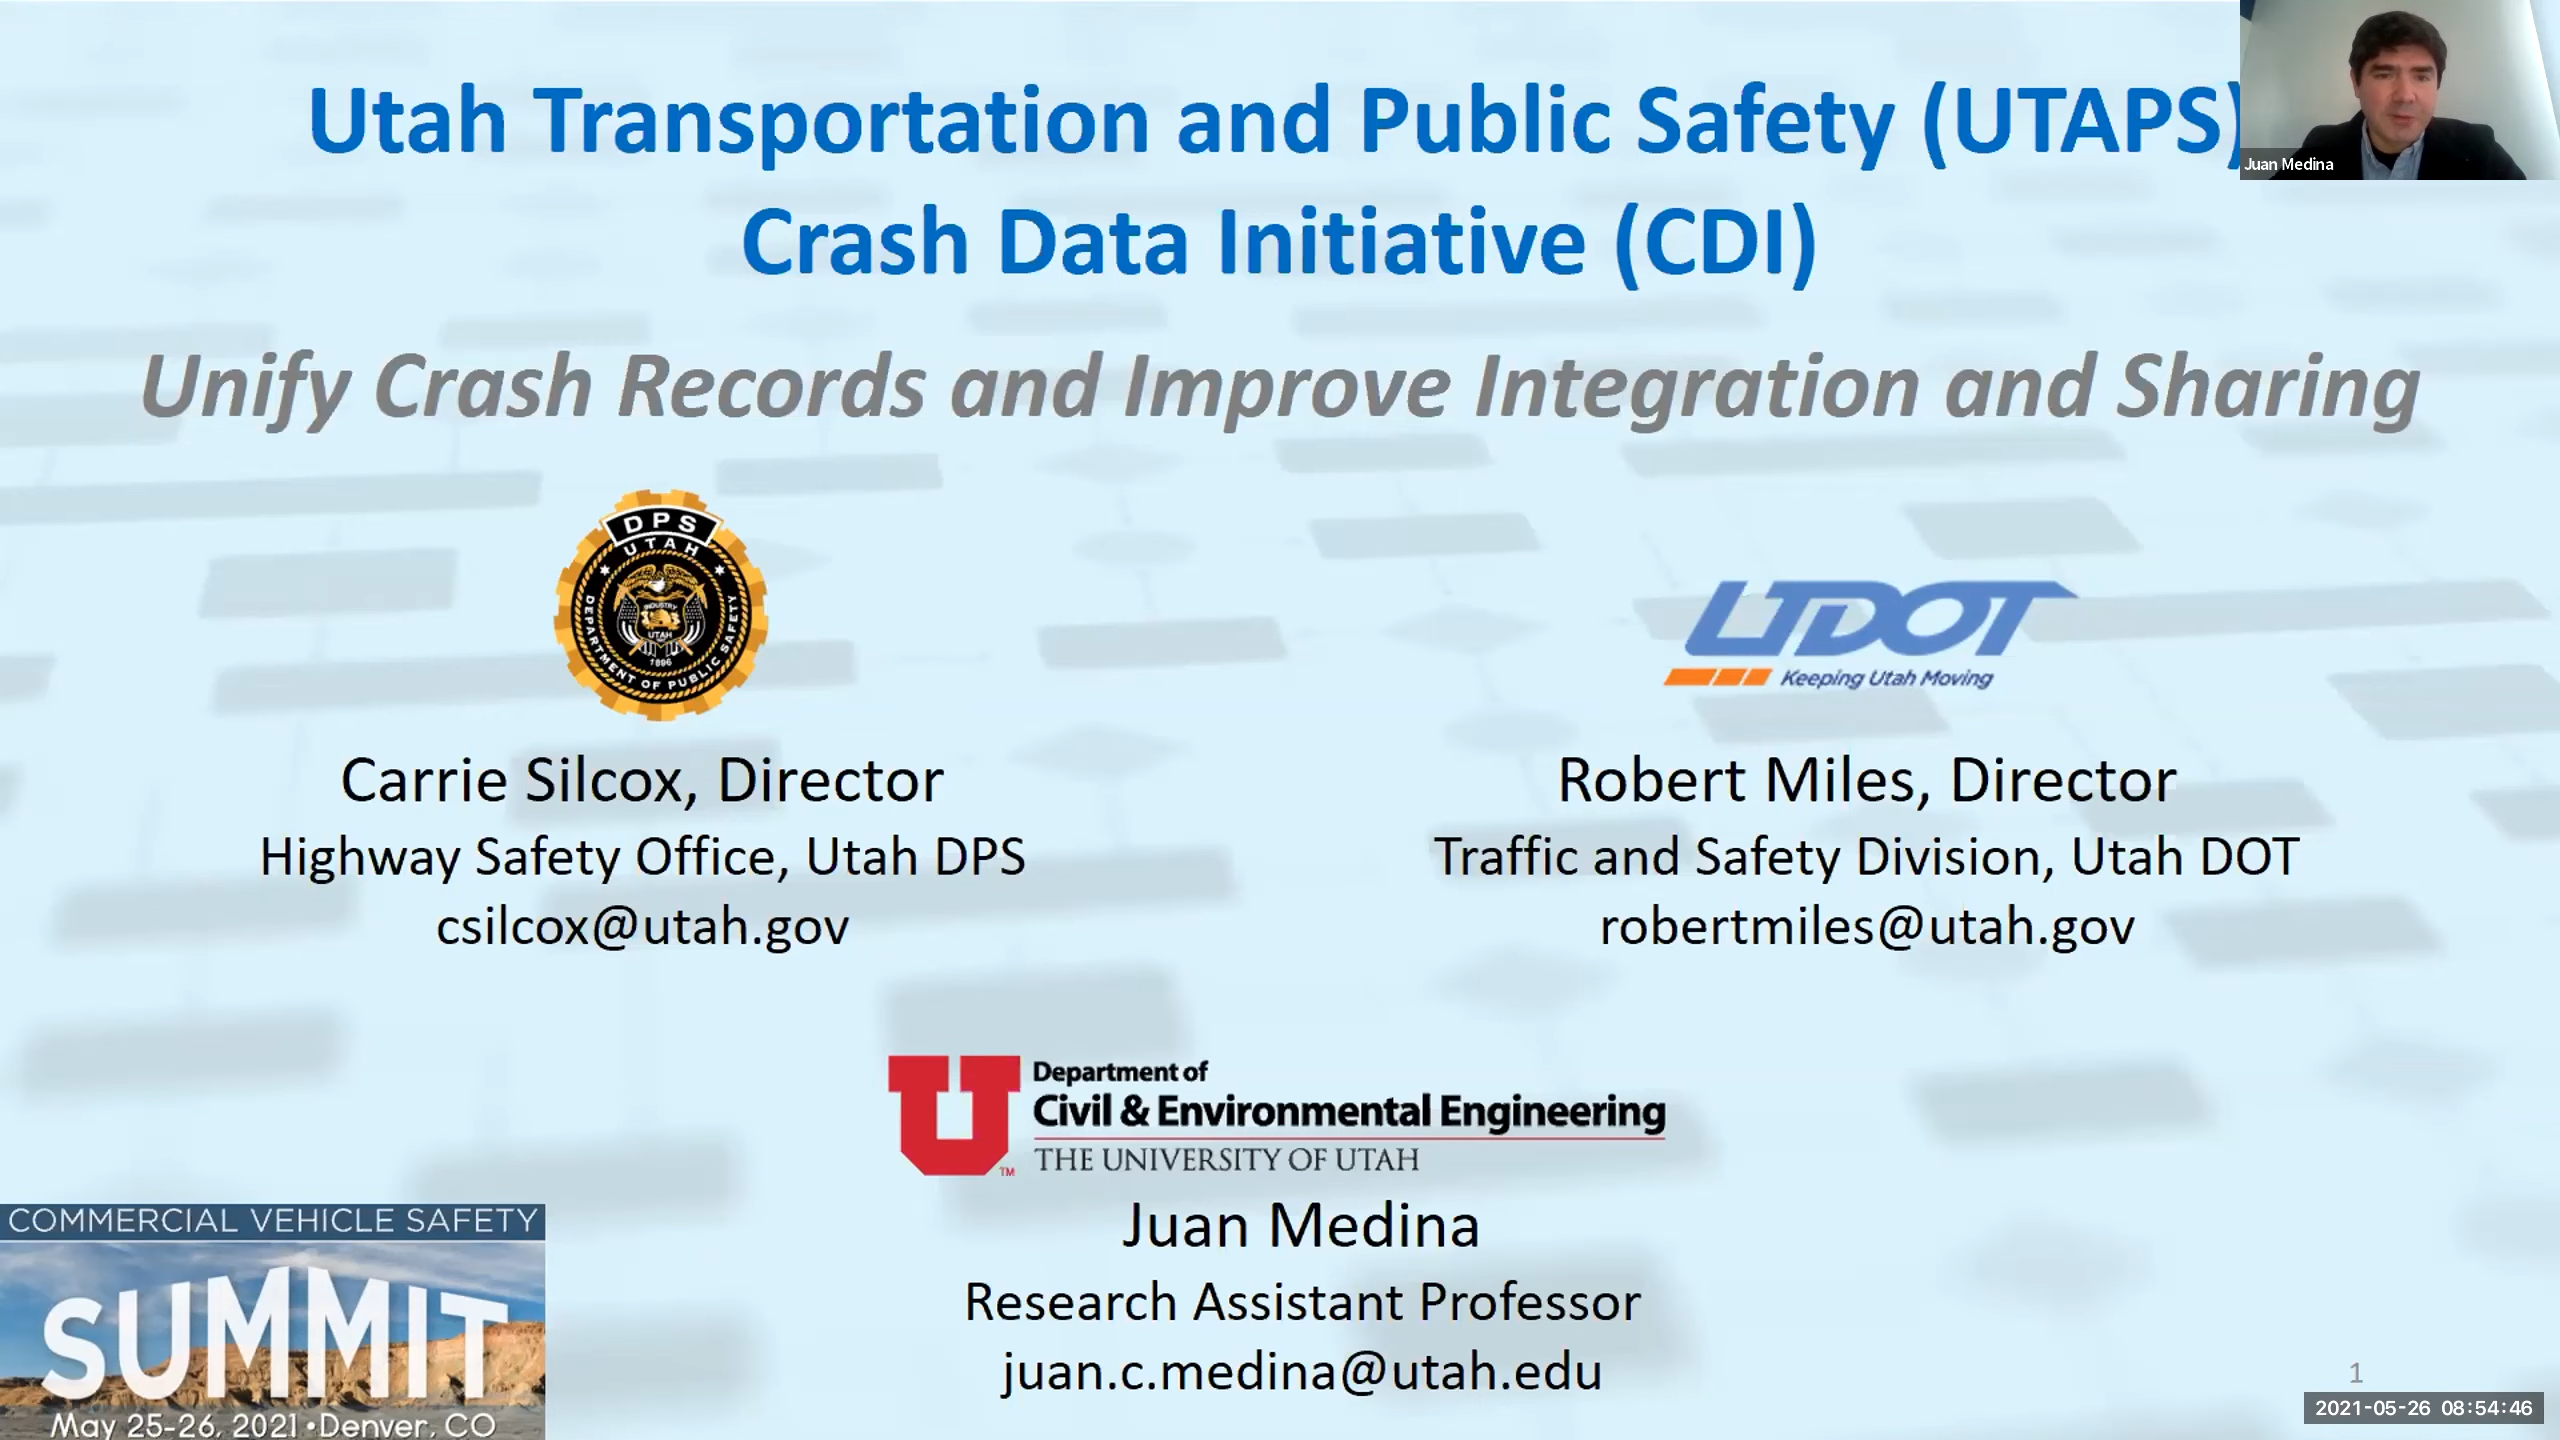 Utah Transportation and Public Safety (UTAPS)
Juan Medina
Crash Data Initiative (CDI)
Unify Crash Records and Improve Integration and Sharing
DPS
UTAH
DEPARTMENT OF PUBLIC SAFETY
INDUSTRY
UTAH
1896
UDOT
Keeping Utah Moving
Carrie Silcox, Director
Highway Safety Office, Utah DPS
csilcox@utah.gov
Robert Miles, Director
Traffic and Safety Division, Utah DOT
robertmiles@utah.gov
U
TM
Department of
Civil & Environmental Engineering
THE UNIVERSITY OF UTAH
Juan Medina
Research Assistant Professor
juan.c.medina@utah.edu
COMMERCIAL VEHICLE SAFETY
SUMMIT
May 25-26, 2021 • Denver, CO
1
2021-05-26 08:54:46